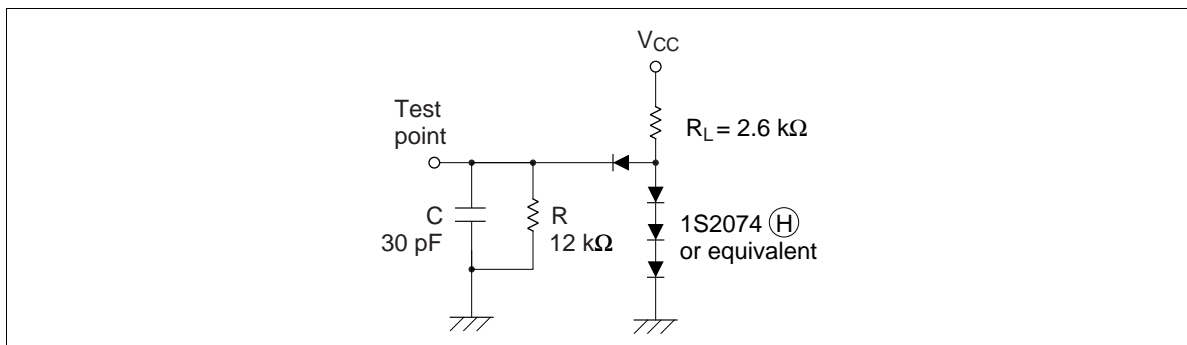 VCC
Test
point
RL = 2.6 kΩ
C
30 pF
R
12 kΩ
1S2074 Ⓗ
or equivalent